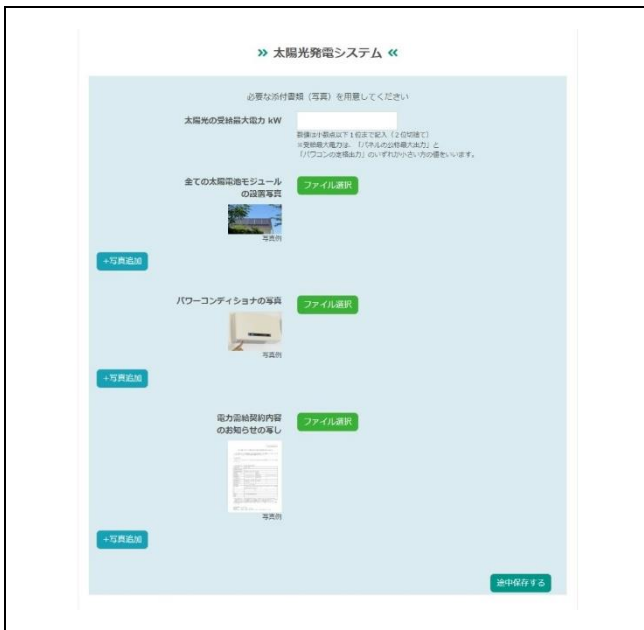 » 太陽光発電システム «
必要な添付書類（写真）を用意してください
太陽光の受給最大電力 kW
数値は小数点以下１位まで記入（２位切捨て）
※受給最大電力は、「パネルの公称最大出力」と
「パワコンの定格出力」のいずれか小さい方の値をいいます。
全ての太陽電池モジュール
の設置写真
ファイル選択
写真例
+写真追加
パワーコンディショナの写真
ファイル選択
写真例
+写真追加
電力需給契約内容
のお知らせの写し
ファイル選択
写真例
+写真追加
途中保存する